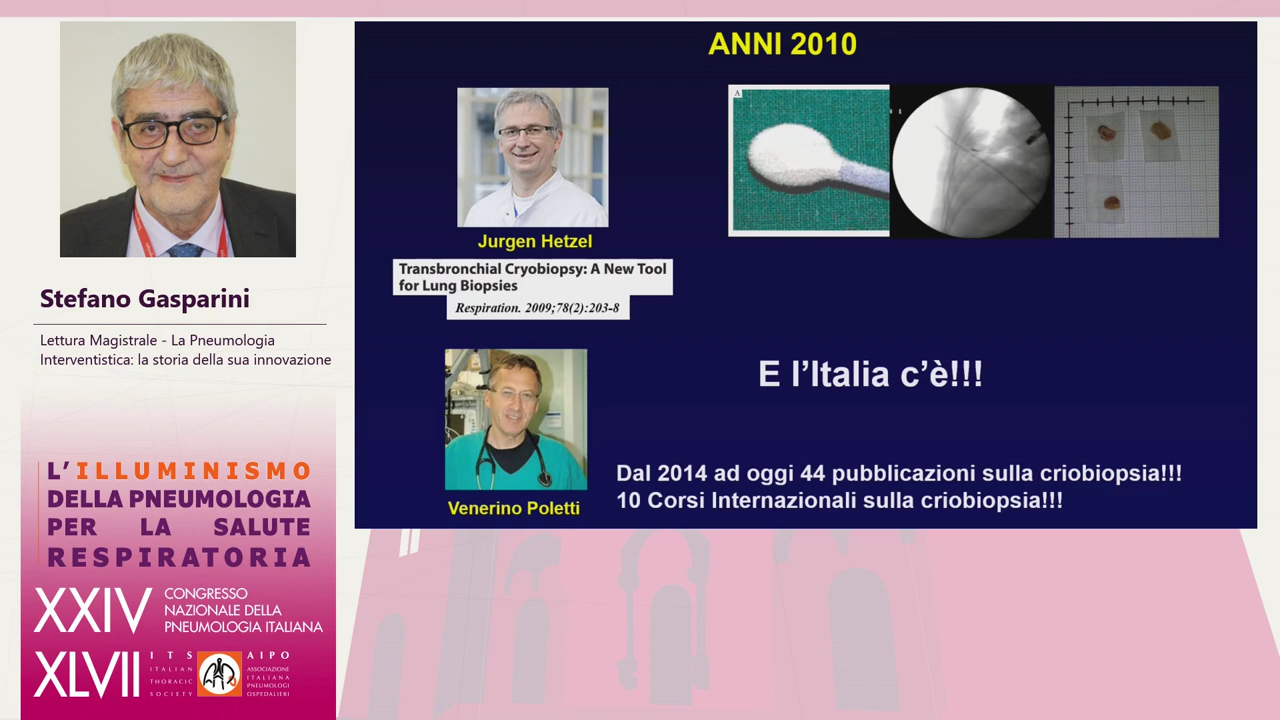 Stefano Gasparini
Lettura Magistrale - La Pneumologia
Interventistica: la storia della sua innovazione
L'ILLUMINISMO
DELLA PNEUMOLOGIA
PER LA SALUTE
RESPIRATORIA
XXIV
CONGRESSO
NAZIONALE DELLA
PNEUMOLOGIA ITALIANA
XLVII
ITS
ITALIAN
THORACIC
SOCIETY
AIPO
ASSOCIAZIONE
ITALIANA
PNEUMOLOGI
OSPEDALIERI
ANNI 2010
A
Jurgen Hetzel
Transbronchial Cryobiopsy: A New Tool
for Lung Biopsies
Respiration. 2009;78(2):203-8
E l'Italia c'è!!!
Venerino Poletti
Dal 2014 ad oggi 44 pubblicazioni sulla criobiopsia!!!
10 Corsi Internazionali sulla criobiopsia!!!